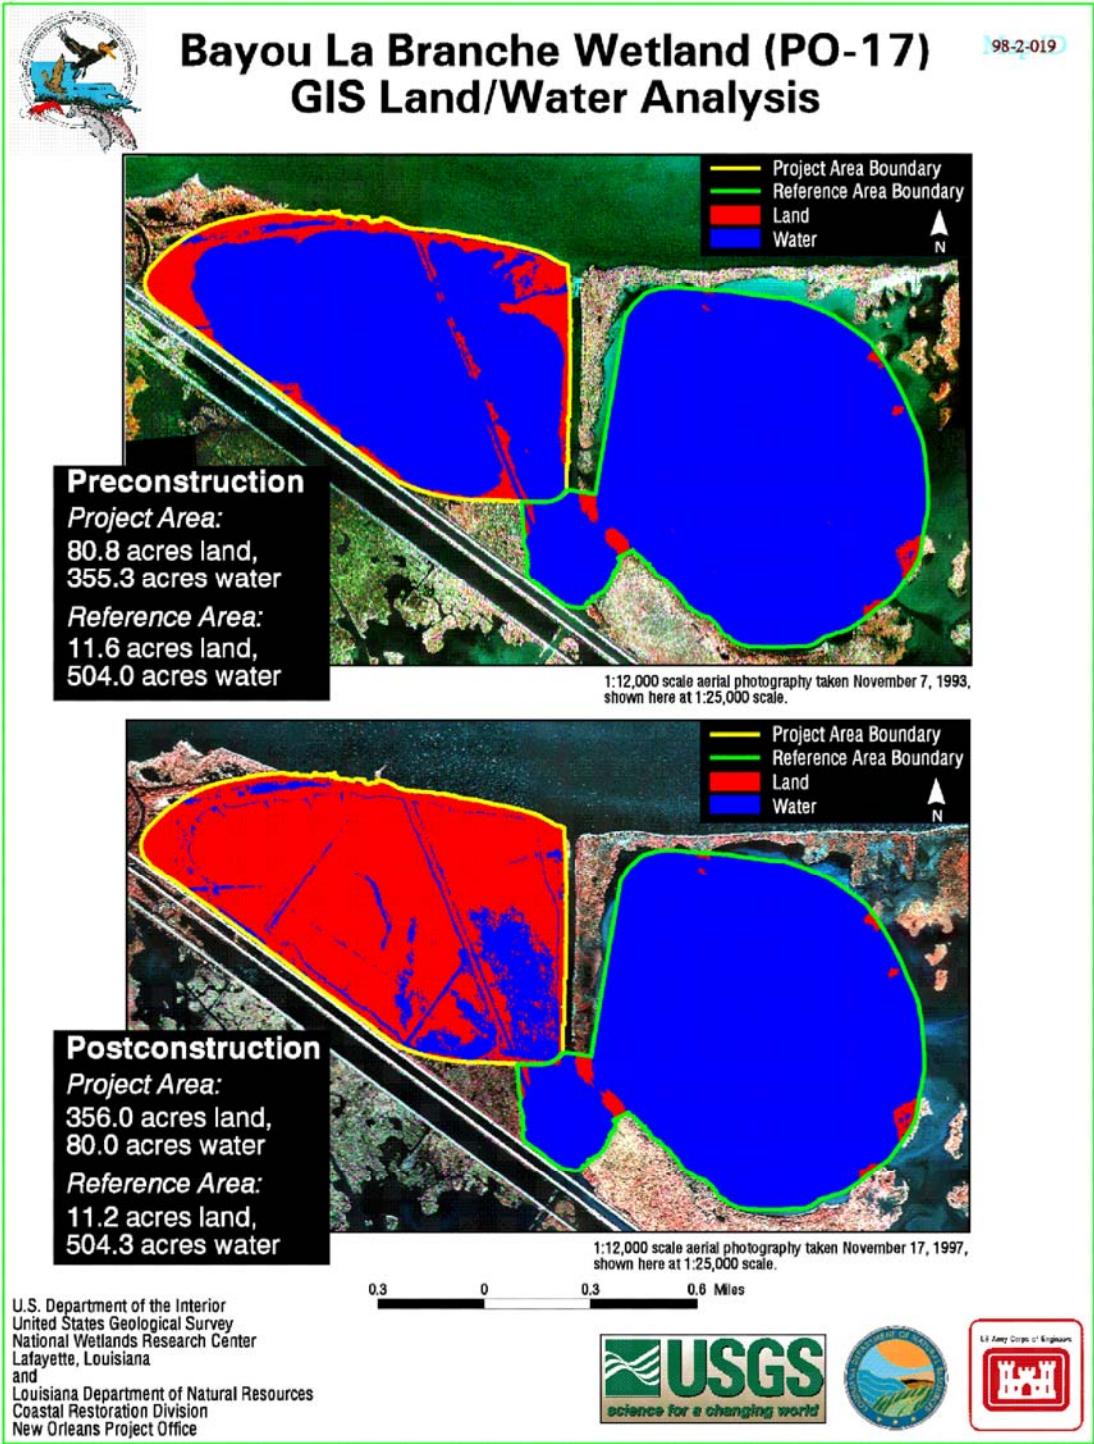 Bayou La Branche Wetland (PO-17)
GIS Land/Water Analysis
98-2-019
Project Area Boundary
Reference Area Boundary
Land
Water
N
Preconstruction
Project Area:
80.8 acres land,
355.3 acres water
Reference Area:
11.6 acres land,
504.0 acres water
1:12,000 scale aerial photography taken November 7, 1993,
shown here at 1:25,000 scale.
Project Area Boundary
Reference Area Boundary
Land
Water
N
Postconstruction
Project Area:
356.0 acres land,
80.0 acres water
Reference Area:
11.2 acres land,
504.3 acres water
1:12,000 scale aerial photography taken November 17, 1997,
shown here at 1:25,000 scale.
0.3 0 0.3 0.6 Miles
U.S. Department of the Interior
United States Geological Survey
National Wetlands Research Center
Lafayette, Louisiana
and
Louisiana Department of Natural Resources
Coastal Restoration Division
New Orleans Project Office
USGS
science for a changing world
US Army Corps of Engineers